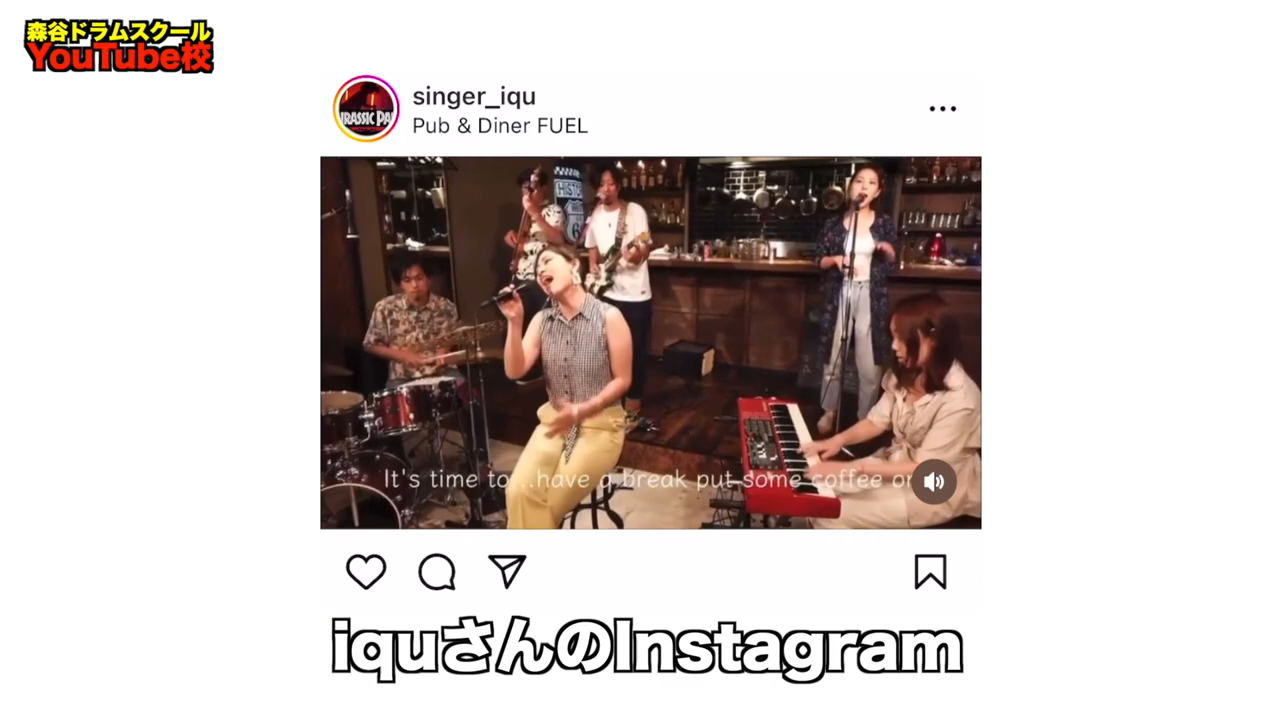 森谷ドラムスクール
YouTube校
singer_iqu
Pub & Diner FUEL
It's time to...have a break put some coffee on
iquさんのInstagram